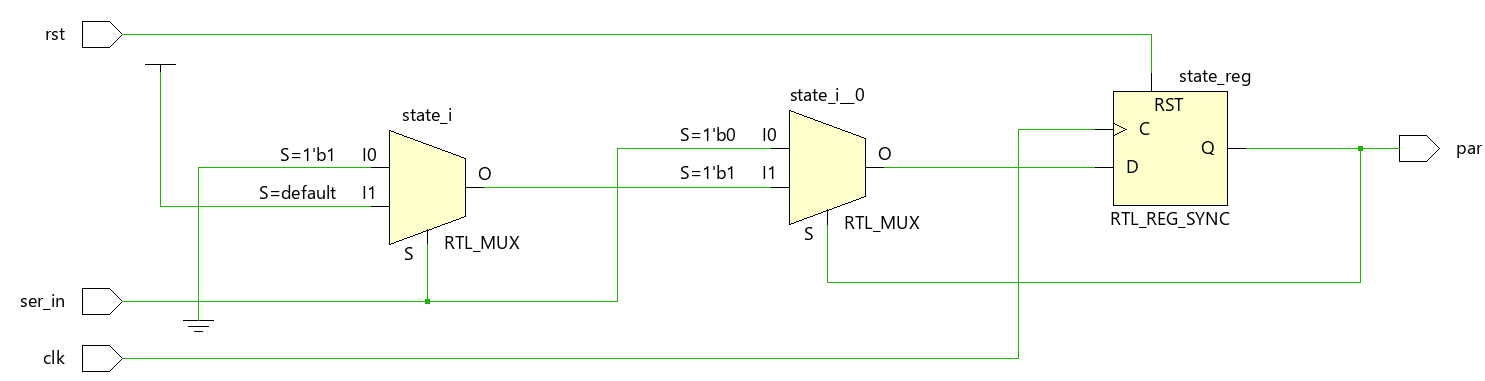 rst
state_reg
state_i__0
RST
state_i
C
S=1'b0 I0
S=1'b1 I0
O
Q
par
O
S=1'b1 I1
D
S=default I1
RTL_REG_SYNC
S
RTL_MUX
S
RTL_MUX
ser_in
clk